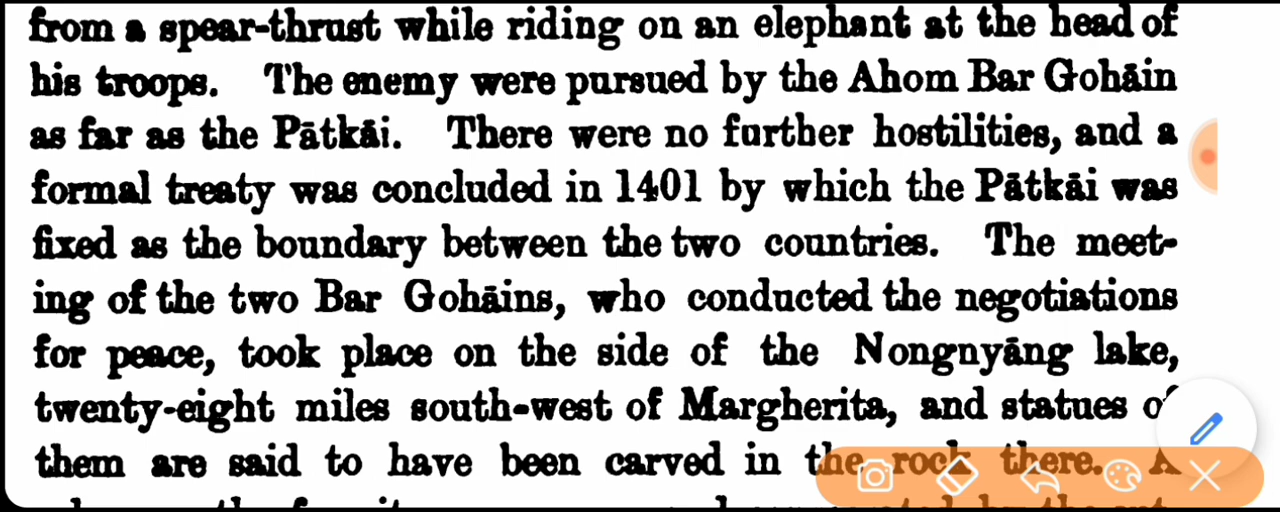 from a spear-thrust while riding on an elephant at the head of
his troops. The enemy were pursued by the Ahom Bar Gohāin
as far as the Pātkāi. There were no further hostilities, and a
formal treaty was concluded in 1401 by which the Pātkāi was
fixed as the boundary between the two countries. The meet-
ing of the two Bar Gohāins, who conducted the negotiations
for peace, took place on the side of the Nongnyāng lake,
twenty-eight miles south-west of Margherita, and statues of
them are said to have been carved in the rock there. A